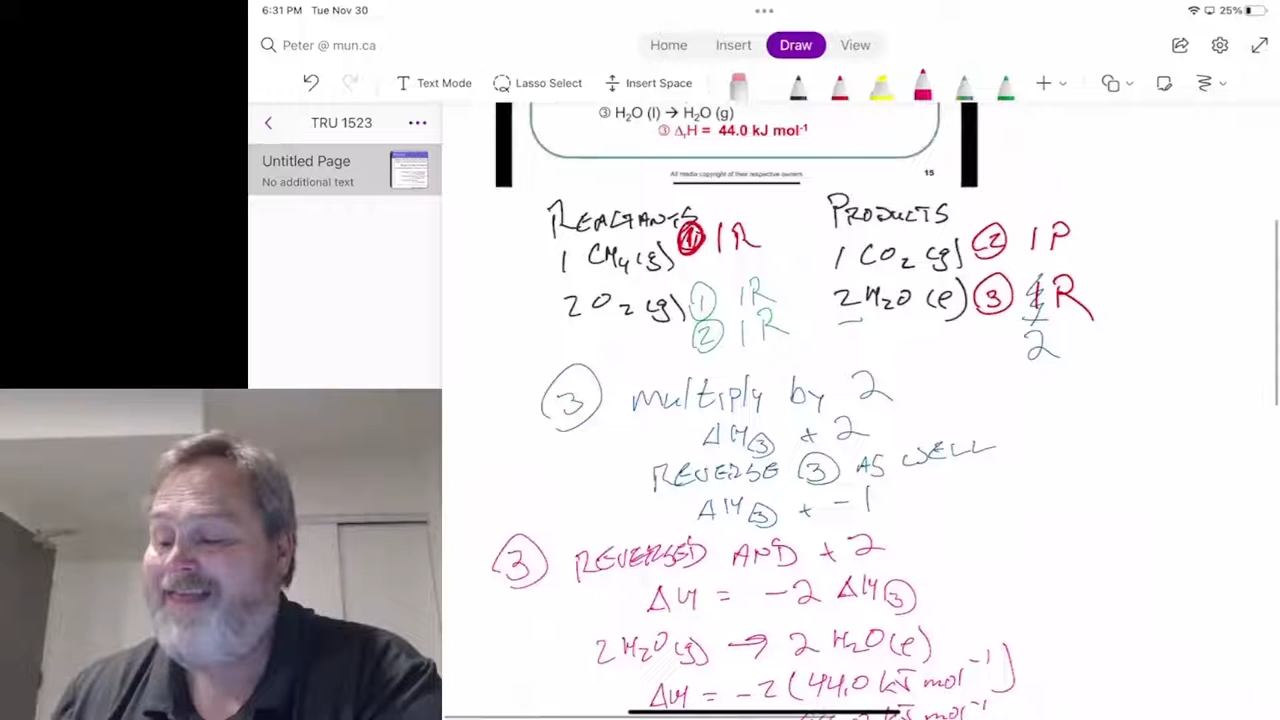 6:31 PM Tue Nov 30
25%
Peter @ mun.ca
Home Insert Draw View
Text Mode Lasso Select Insert Space
TRU 1523
Untitled Page
No additional text
③ H₂O (l) → H₂O (g)
③ ΔᵣH = 44.0 kJ mol⁻¹
All media copyright of their respective owners
15
REACTANTS PRODUCTS
1 CH₄(g) 1 R 1 CO₂(g) ② 1 P
2 O₂(g) ① 1R 2 H₂O (l) ③ R
② 1R 2
③ multiply by 2
ΔH③ × 2
REVERSE ③ AS WELL
ΔH③ × -1
③ REVERSED AND × 2
ΔH = -2 ΔH③
2 H₂O(g) → 2 H₂O(l)
ΔH = -2 (44.0 kJ mol⁻¹)
kJ mol⁻¹